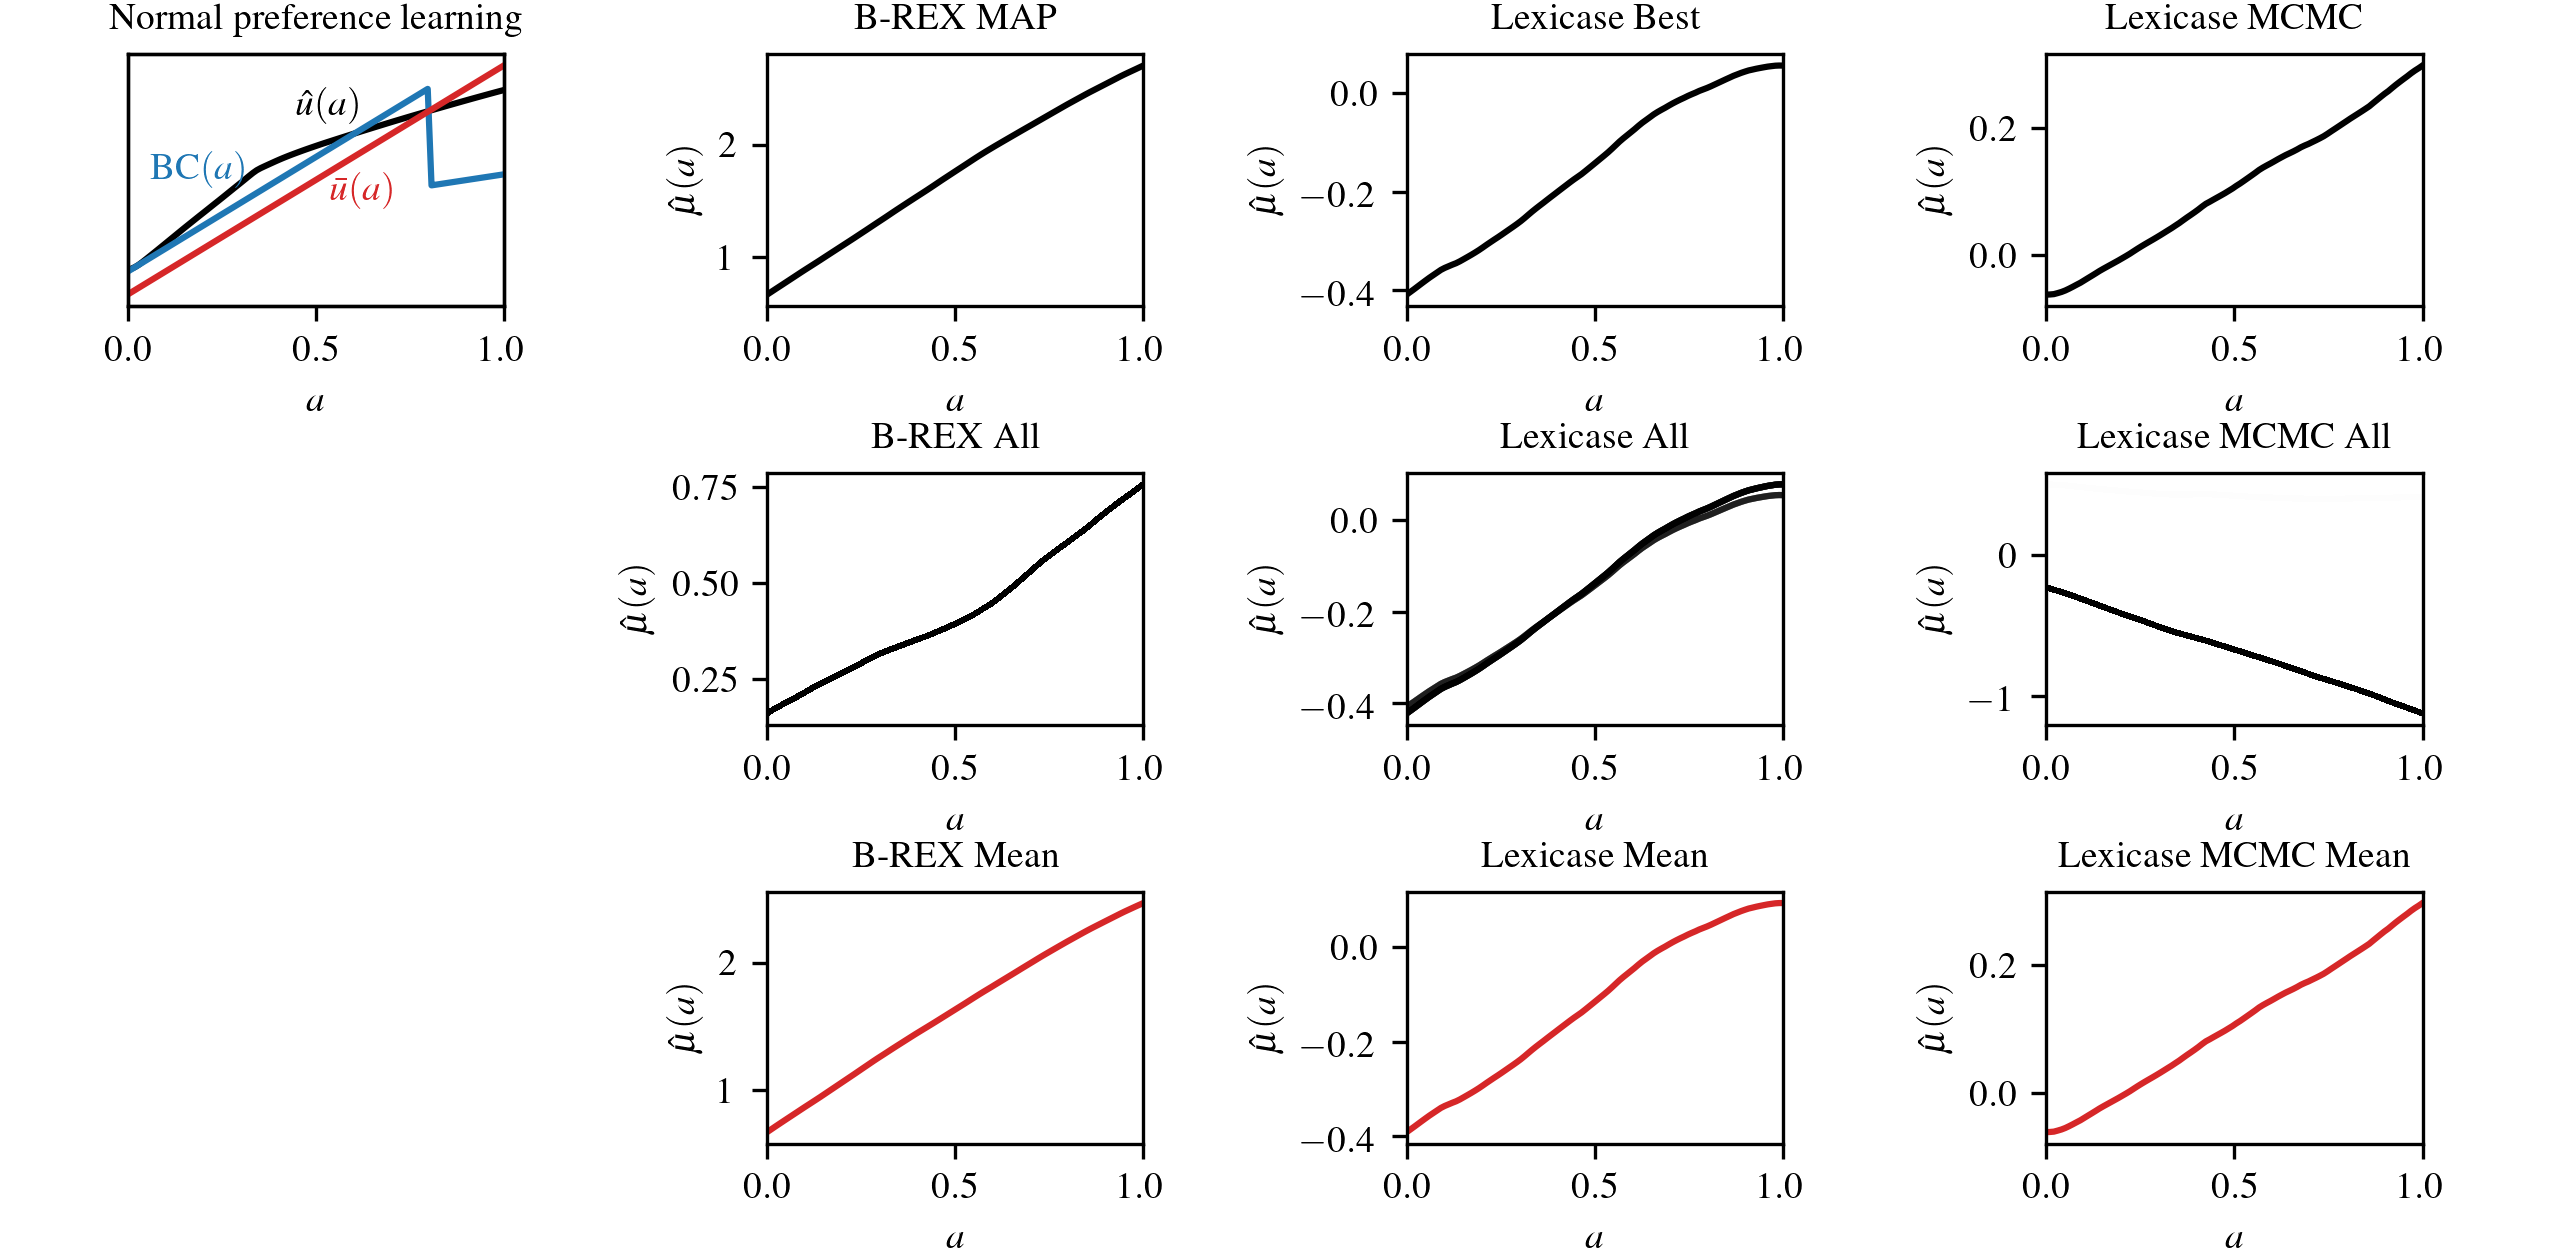 Normal preference learning
û(a)
BC(a)
ū(a)
0.0 0.5 1.0
a
B-REX MAP
μ̂(a)
2
1
0.0 0.5 1.0
a
Lexicase Best
μ̂(a)
0.0
−0.2
−0.4
0.0 0.5 1.0
a
Lexicase MCMC
μ̂(a)
0.2
0.0
0.0 0.5 1.0
a
B-REX All
μ̂(a)
0.75
0.50
0.25
0.0 0.5 1.0
a
Lexicase All
μ̂(a)
0.0
−0.2
−0.4
0.0 0.5 1.0
a
Lexicase MCMC All
μ̂(a)
0
−1
0.0 0.5 1.0
a
B-REX Mean
μ̂(a)
2
1
0.0 0.5 1.0
a
Lexicase Mean
μ̂(a)
0.0
−0.2
−0.4
0.0 0.5 1.0
a
Lexicase MCMC Mean
μ̂(a)
0.2
0.0
0.0 0.5 1.0
a